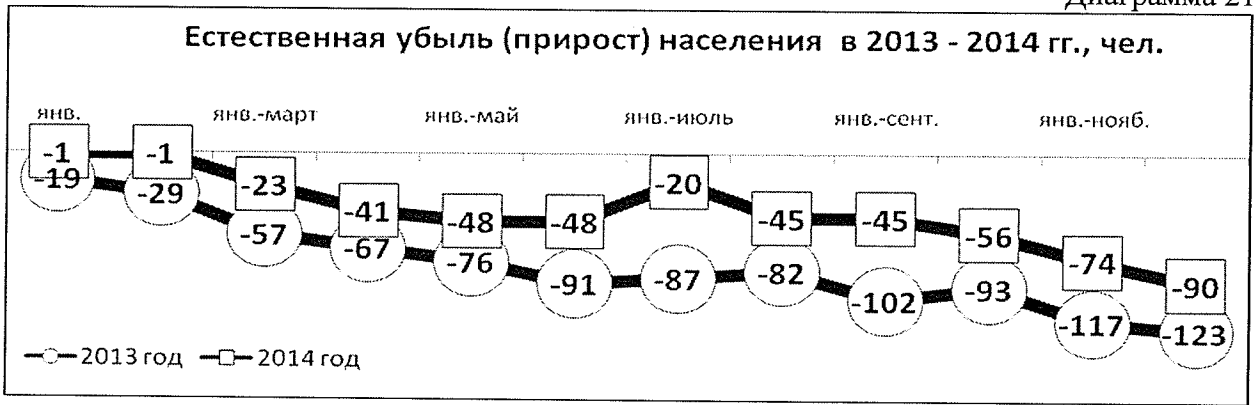 Диаграмма 21
Естественная убыль (прирост) населения в 2013 - 2014 гг., чел.
янв. янв.-март янв.-май янв.-июль янв.-сент. янв.-нояб.
-1 -1 -23 -41 -48 -48 -20 -45 -45 -56 -74 -90
-19 -29 -57 -67 -76 -91 -87 -82 -102 -93 -117 -123
2013 год 2014 год